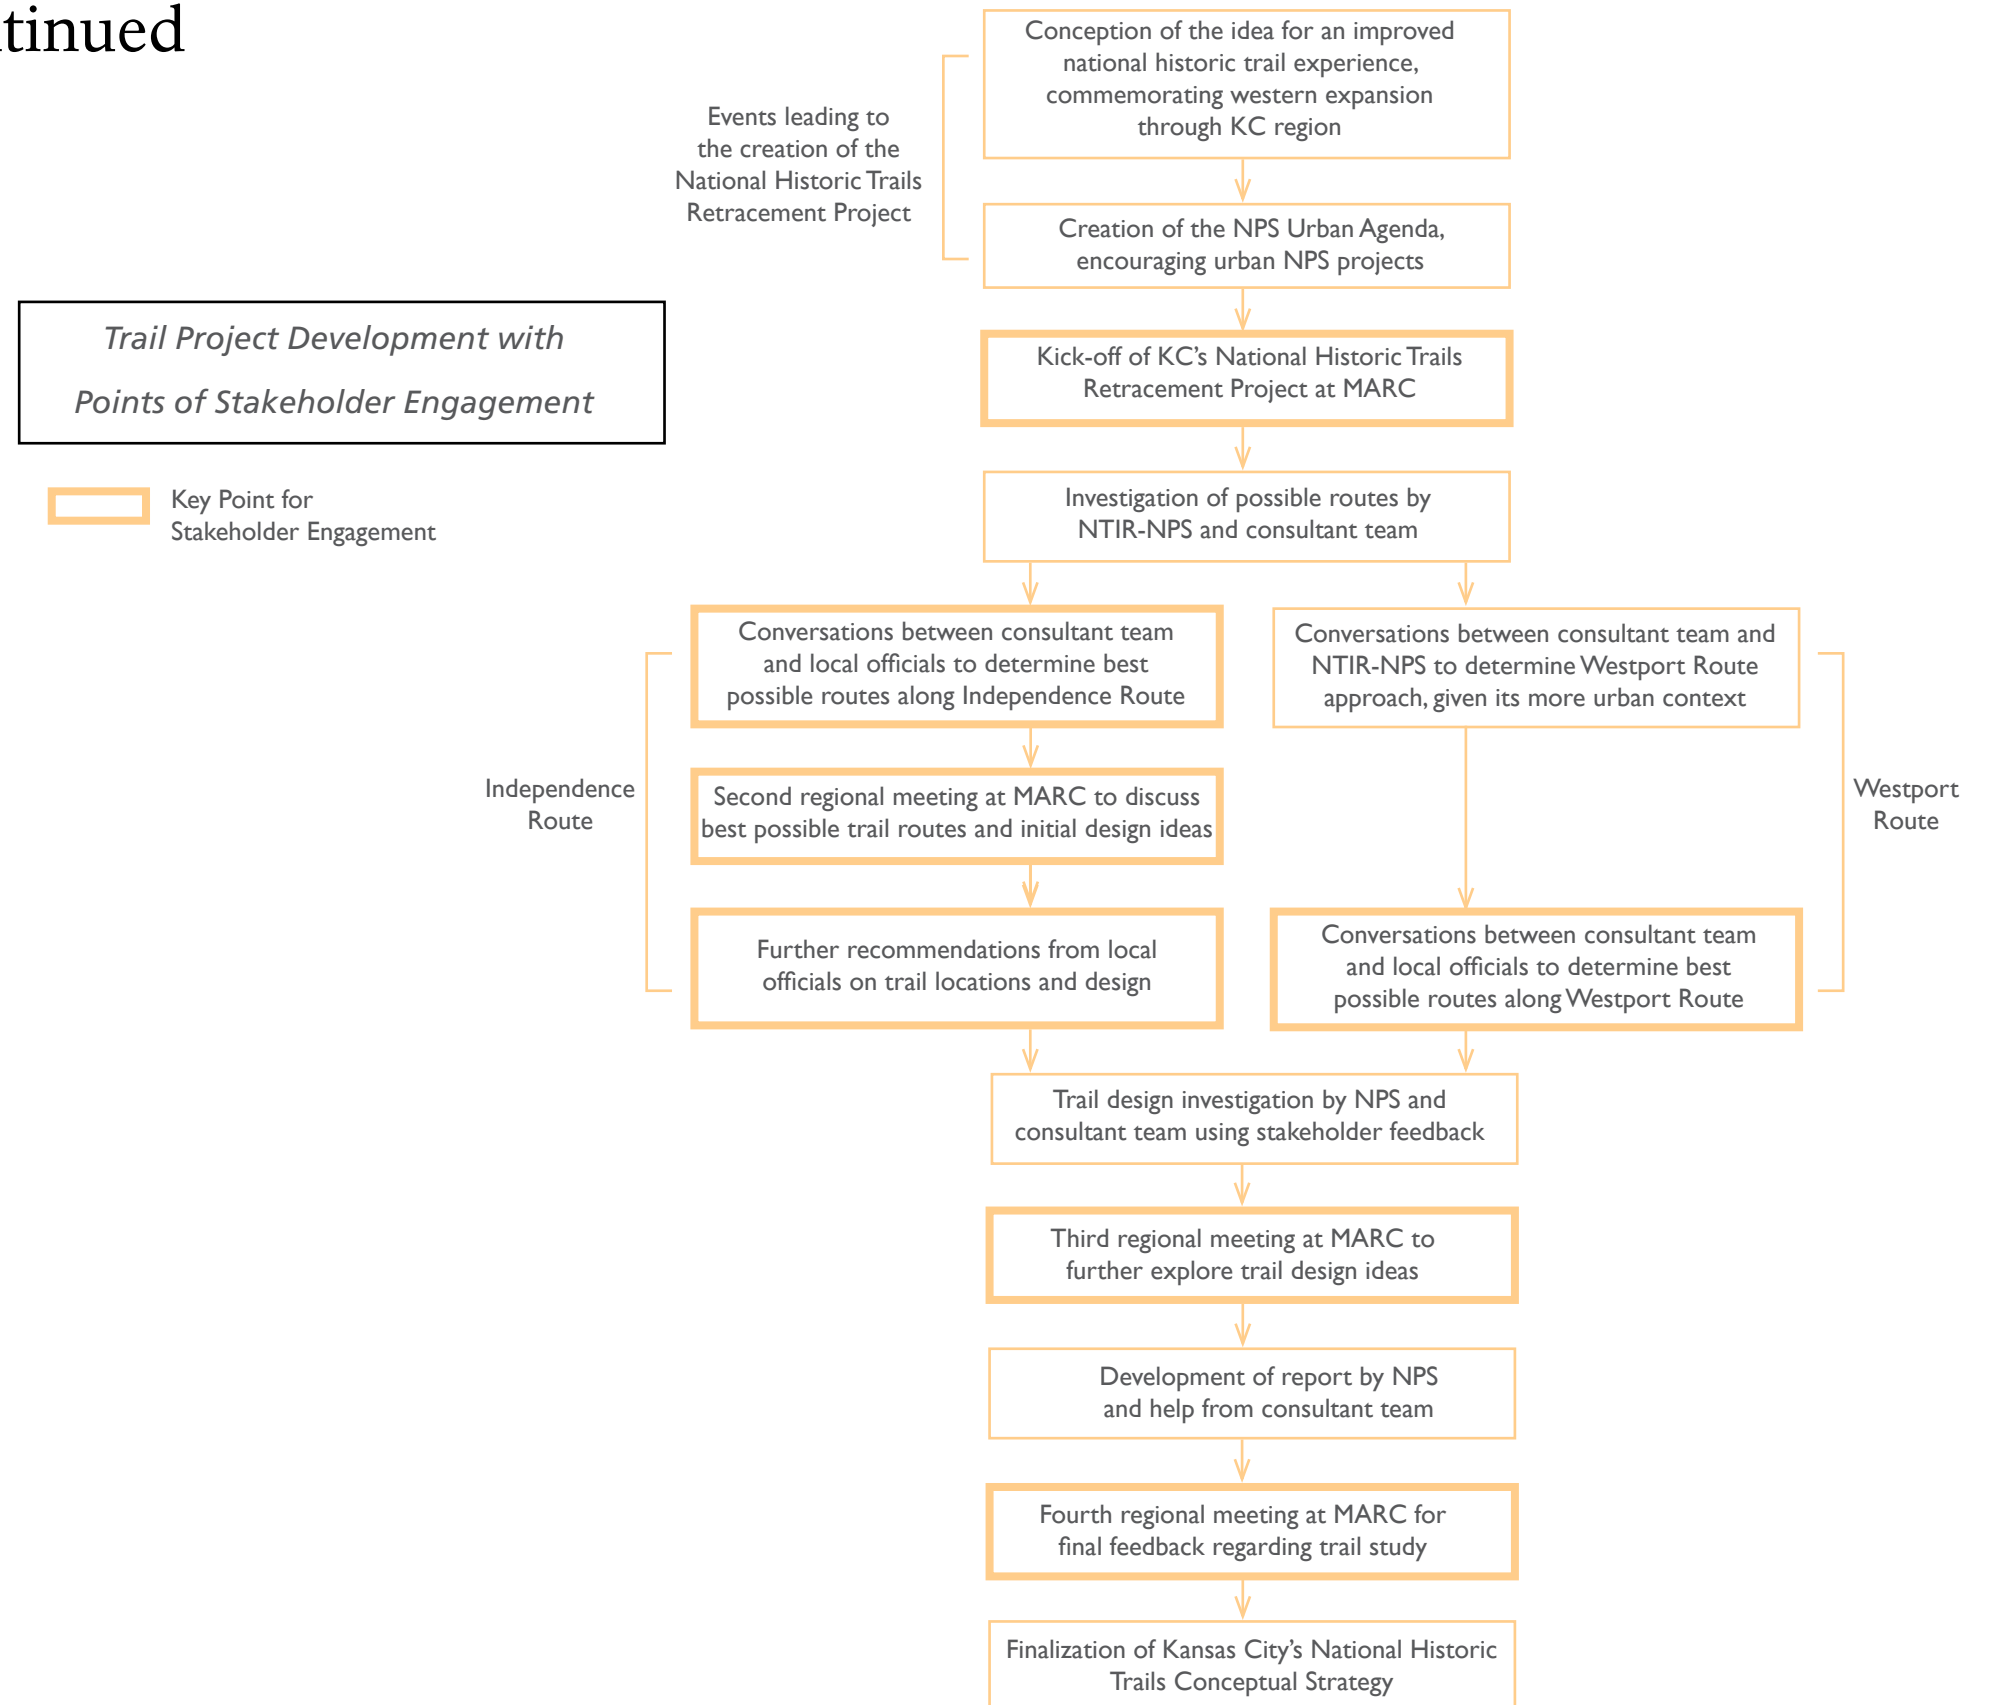 tinued
Conception of the idea for an improved
national historic trail experience,
commemorating western expansion
through KC region
Events leading to
the creation of the
National Historic Trails
Retracement Project
Creation of the NPS Urban Agenda,
encouraging urban NPS projects
Trail Project Development with
Points of Stakeholder Engagement
Kick-off of KC’s National Historic Trails
Retracement Project at MARC
Key Point for
Stakeholder Engagement
Investigation of possible routes by
NTIR-NPS and consultant team
Conversations between consultant team
and local officials to determine best
possible routes along Independence Route
Conversations between consultant team and
NTIR-NPS to determine Westport Route
approach, given its more urban context
Independence
Route
Second regional meeting at MARC to discuss
best possible trail routes and initial design ideas
Westport
Route
Further recommendations from local
officials on trail locations and design
Conversations between consultant team
and local officials to determine best
possible routes along Westport Route
Trail design investigation by NPS and
consultant team using stakeholder feedback
Third regional meeting at MARC to
further explore trail design ideas
Development of report by NPS
and help from consultant team
Fourth regional meeting at MARC for
final feedback regarding trail study
Finalization of Kansas City’s National Historic
Trails Conceptual Strategy